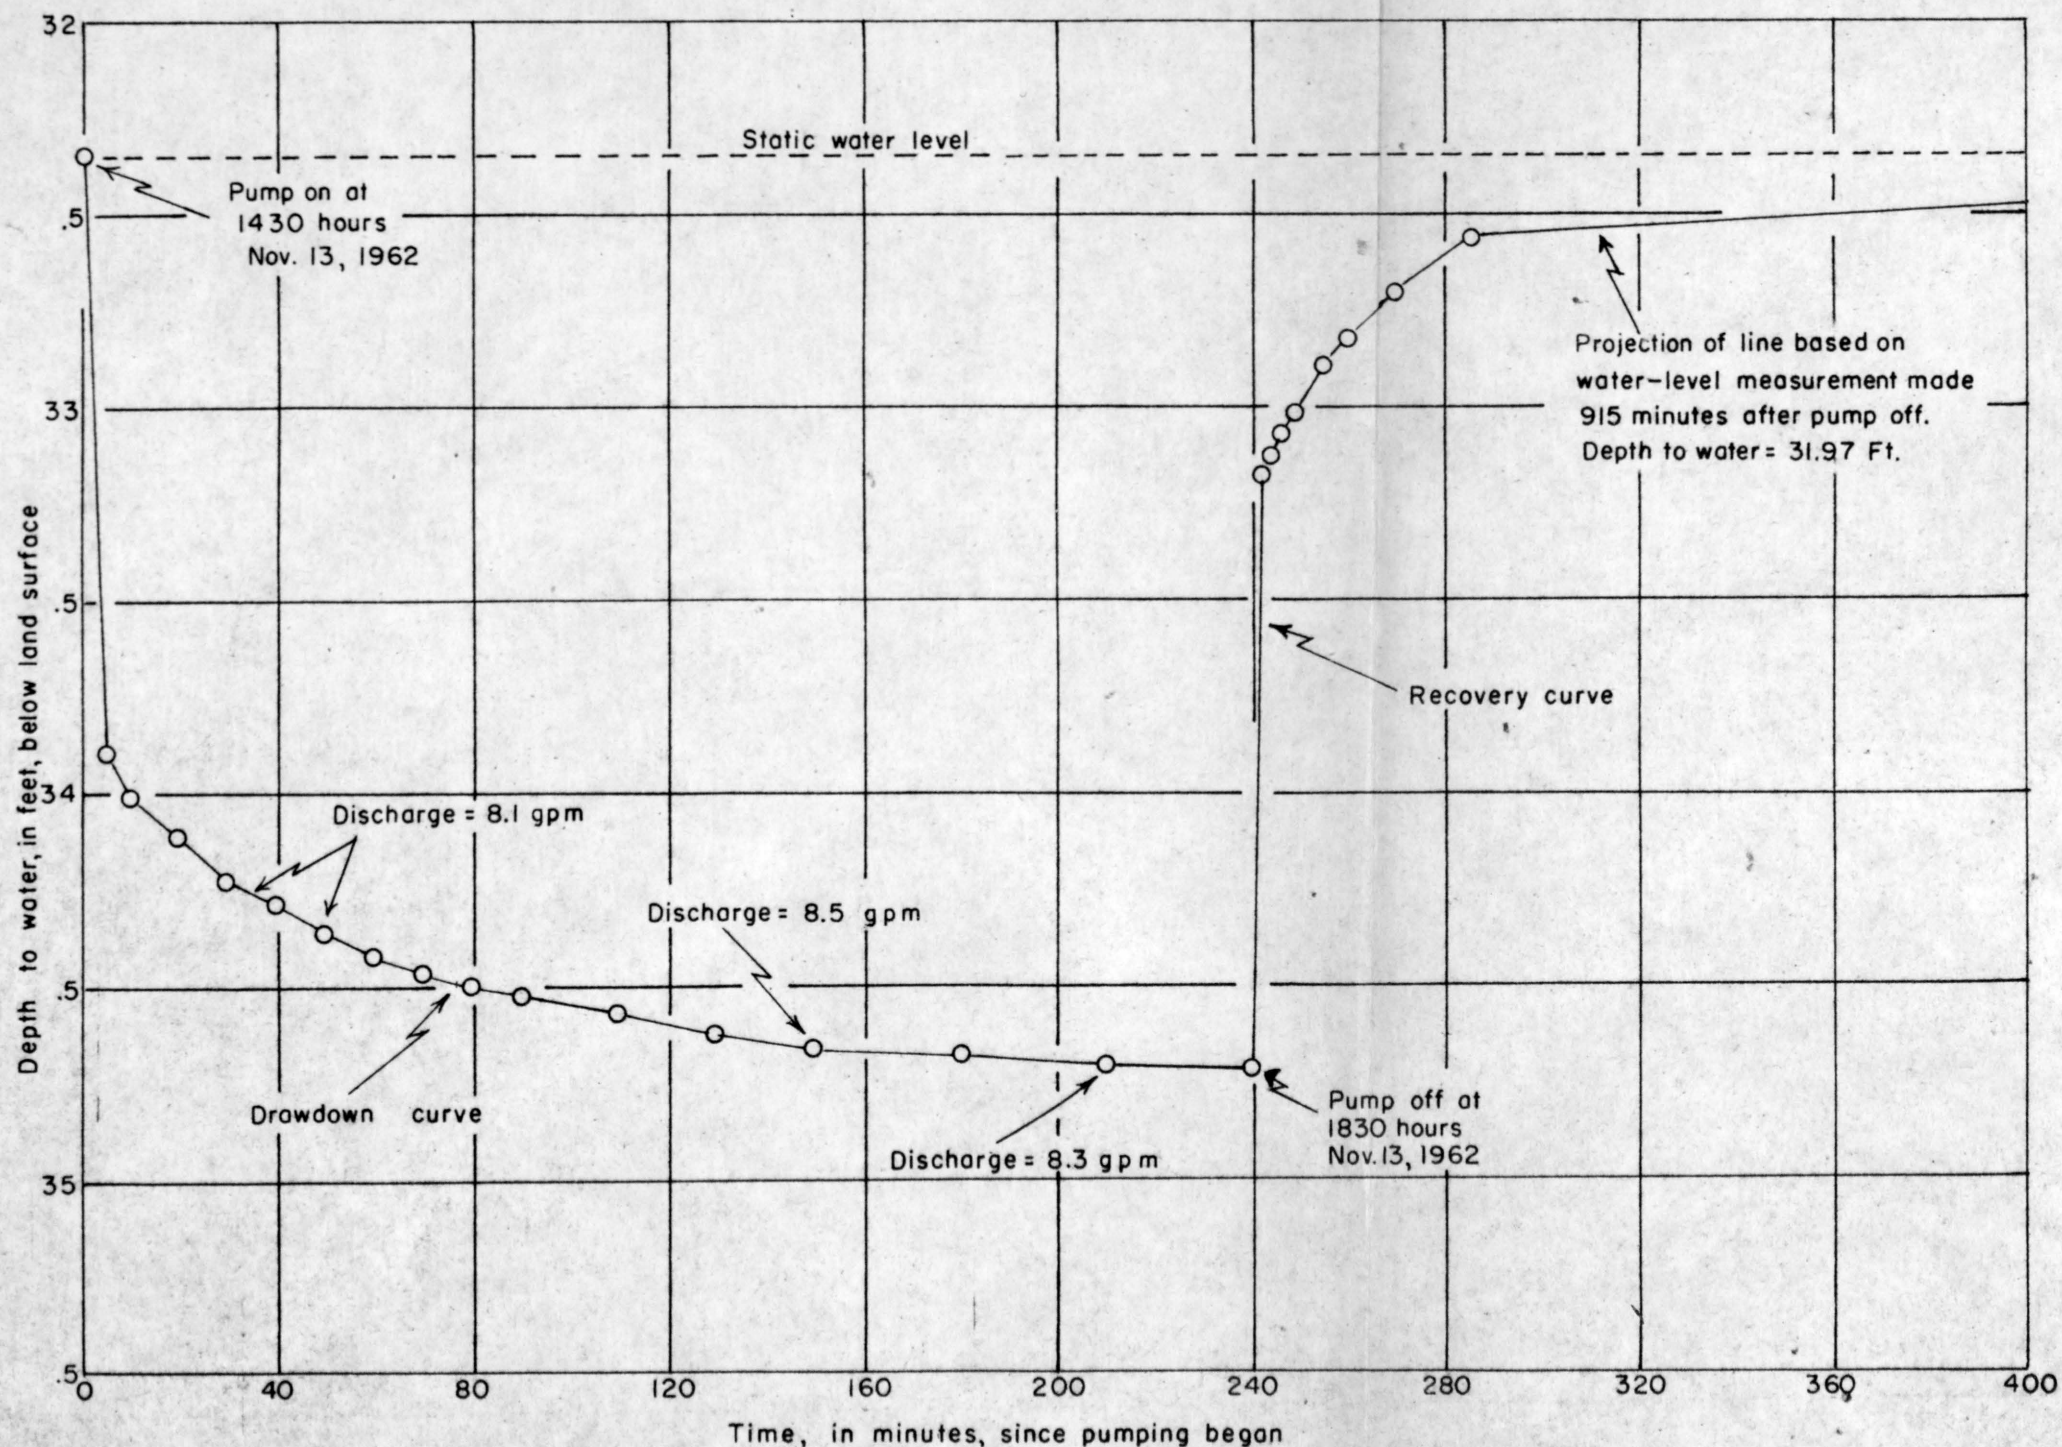 32
Static water level
Pump on at
1430 hours
Nov. 13, 1962
.5
Projection of line based on
water-level measurement made
915 minutes after pump off.
Depth to water = 31.97 Ft.
33
.5
Recovery curve
34
Discharge = 8.1 gpm
Discharge = 8.5 gpm
.5
Drawdown curve
Discharge = 8.3 gpm
Pump off at
1830 hours
Nov. 13, 1962
35
.5
Depth to water, in feet, below land surface
0 40 80 120 160 200 240 280 320 360 400
Time, in minutes, since pumping began